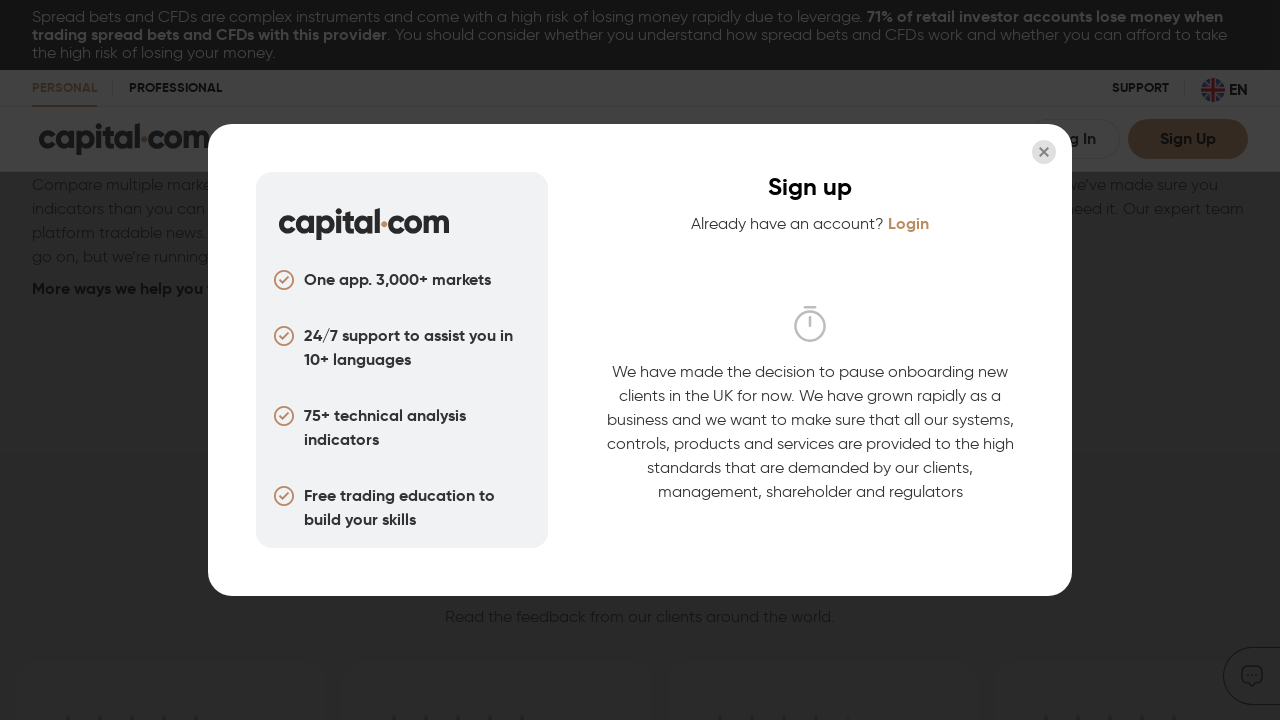 Spread bets and CFDs are complex instruments and come with a high risk of losing money rapidly due to leverage. 71% of retail investor accounts lose money when
trading spread bets and CFDs with this provider. You should consider whether you understand how spread bets and CFDs work and whether you can afford to take
the high risk of losing your money.
PERSONAL
PROFESSIONAL
SUPPORT
EN
capital.com
In
Sign Up
Compare multiple
we've made sure you
indicators than you can
need it. Our expert team
platform tradable news.
go on, but we're running
More ways we help you
Sign up
Already have an account? Login
capital.com
One app. 3,000+ markets
24/7 support to assist you in
10+ languages
75+ technical analysis
indicators
Free trading education to
build your skills
We have made the decision to pause onboarding new
clients in the UK for now. We have grown rapidly as a
business and we want to make sure that all our systems,
controls, products and services are provided to the high
standards that are demanded by our clients,
management, shareholder and regulators
Read the feedback from our clients around the world.